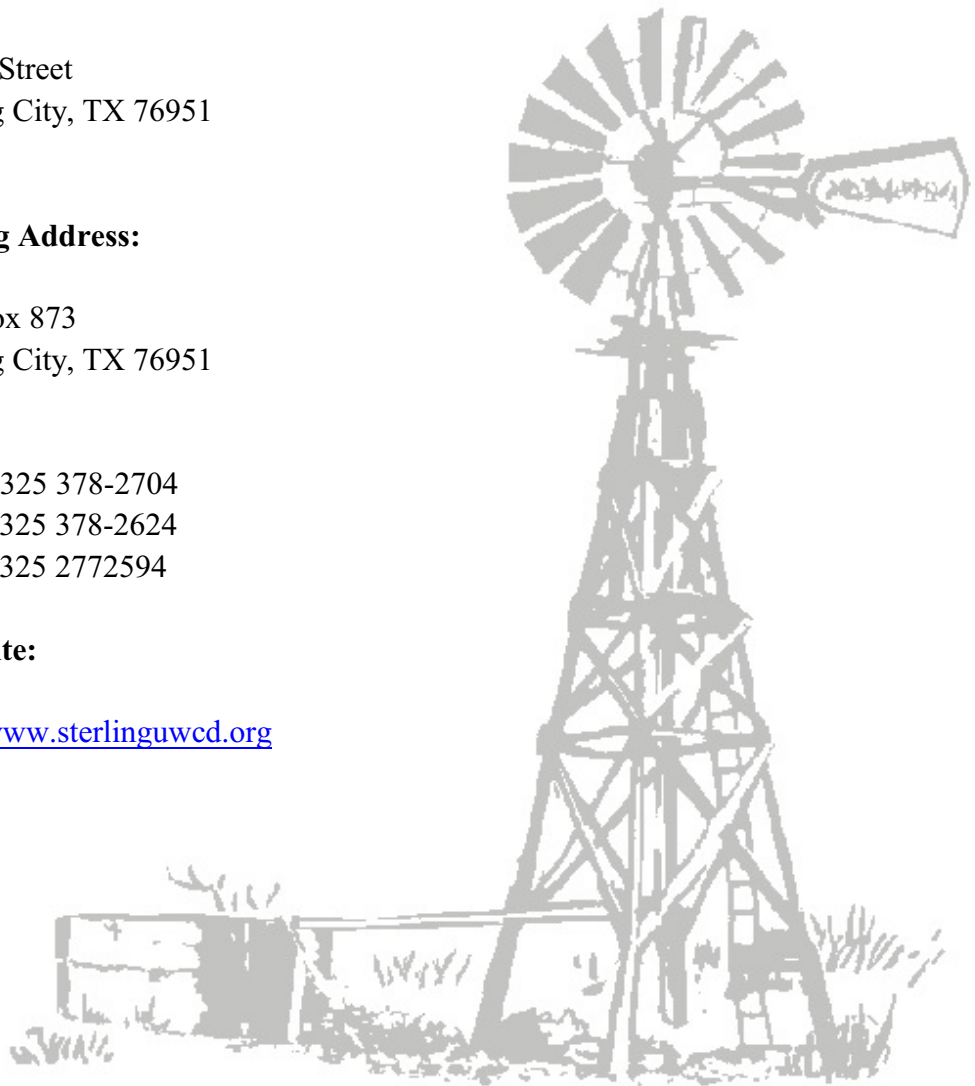 Street
g City, TX 76951
g Address:
ox 873
g City, TX 76951
325 378-2704
325 378-2624
325 2772594
te:
www.sterlinguwcd.org